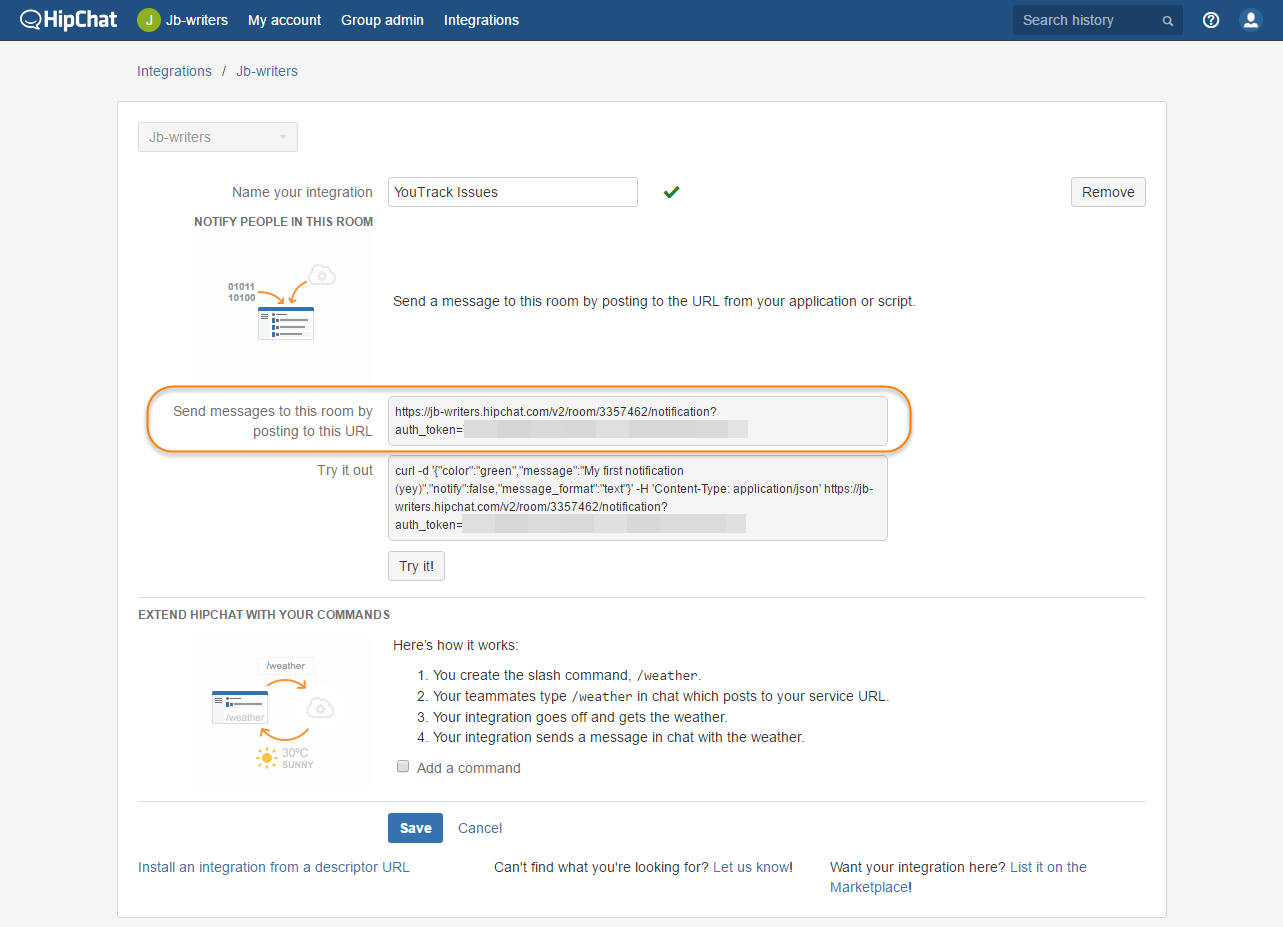 HipChat J Jb-writers My account Group admin Integrations Search history
Integrations / Jb-writers
Jb-writers
Name your integration YouTrack Issues Remove
NOTIFY PEOPLE IN THIS ROOM
01011
10100
Send a message to this room by posting to the URL from your application or script.
Send messages to this room by
posting to this URL
https://jb-writers.hipchat.com/v2/room/3357462/notification?
auth_token=
Try it out
curl -d '{"color":"green","message":"My first notification
(yey)","notify":false,"message_format":"text"}' -H 'Content-Type: application/json' https://jb-
writers.hipchat.com/v2/room/3357462/notification?
auth_token=
Try it!
EXTEND HIPCHAT WITH YOUR COMMANDS
/weather
/weather
30ºC
SUNNY
Here's how it works:
1. You create the slash command, /weather.
2. Your teammates type /weather in chat which posts to your service URL.
3. Your integration goes off and gets the weather.
4. Your integration sends a message in chat with the weather.
Add a command
Save Cancel
Install an integration from a descriptor URL
Can't find what you're looking for? Let us know!
Want your integration here? List it on the
Marketplace!